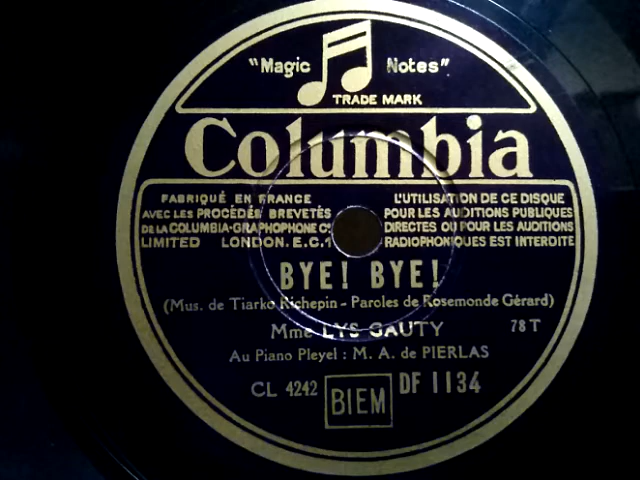 "Magic Notes"
TRADE MARK
Columbia
FABRIQUÉ EN FRANCE
AVEC LES PROCÉDÉS BREVETÉS
DE LA COLUMBIA-GRAPHOPHONE Cº
LIMITED LONDON. E.C.1
L'UTILISATION DE CE DISQUE
POUR LES AUDITIONS PUBLIQUES
DIRECTES OU POUR LES AUDITIONS
RADIOPHONIQUES EST INTERDITE
BYE! BYE!
(Mus. de Tiarko Richepin - Paroles de Rosemonde Gérard)
Mme LYS GAUTY
78 T
Au Piano Pleyel : M. A. de PIERLAS
CL 4242 BIEM DF 1134